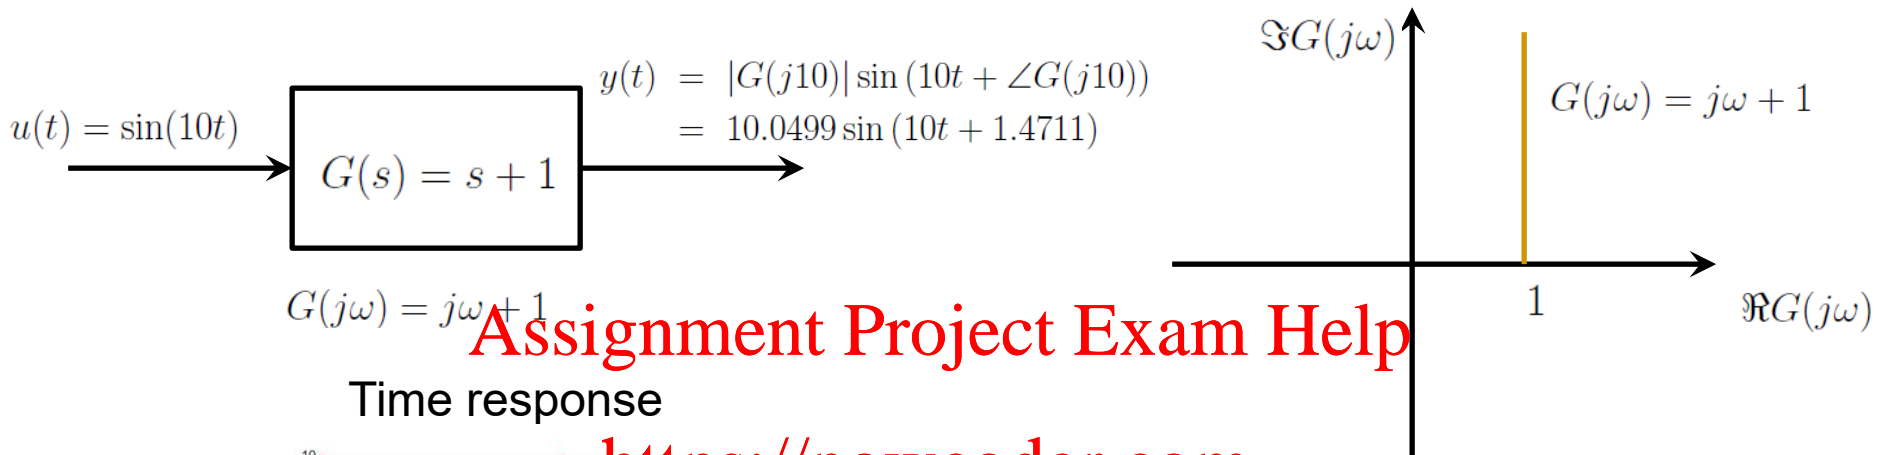 u(t) = sin(10t)
G(s) = s + 1
y(t) = |G(j10)| sin (10t + ∠G(j10))
= 10.0499 sin (10t + 1.4711)
G(jω) = jω + 1
ℑG(jω)
G(jω) = jω + 1
1
ℜG(jω)
Assignment Project Exam Help
Time response
10